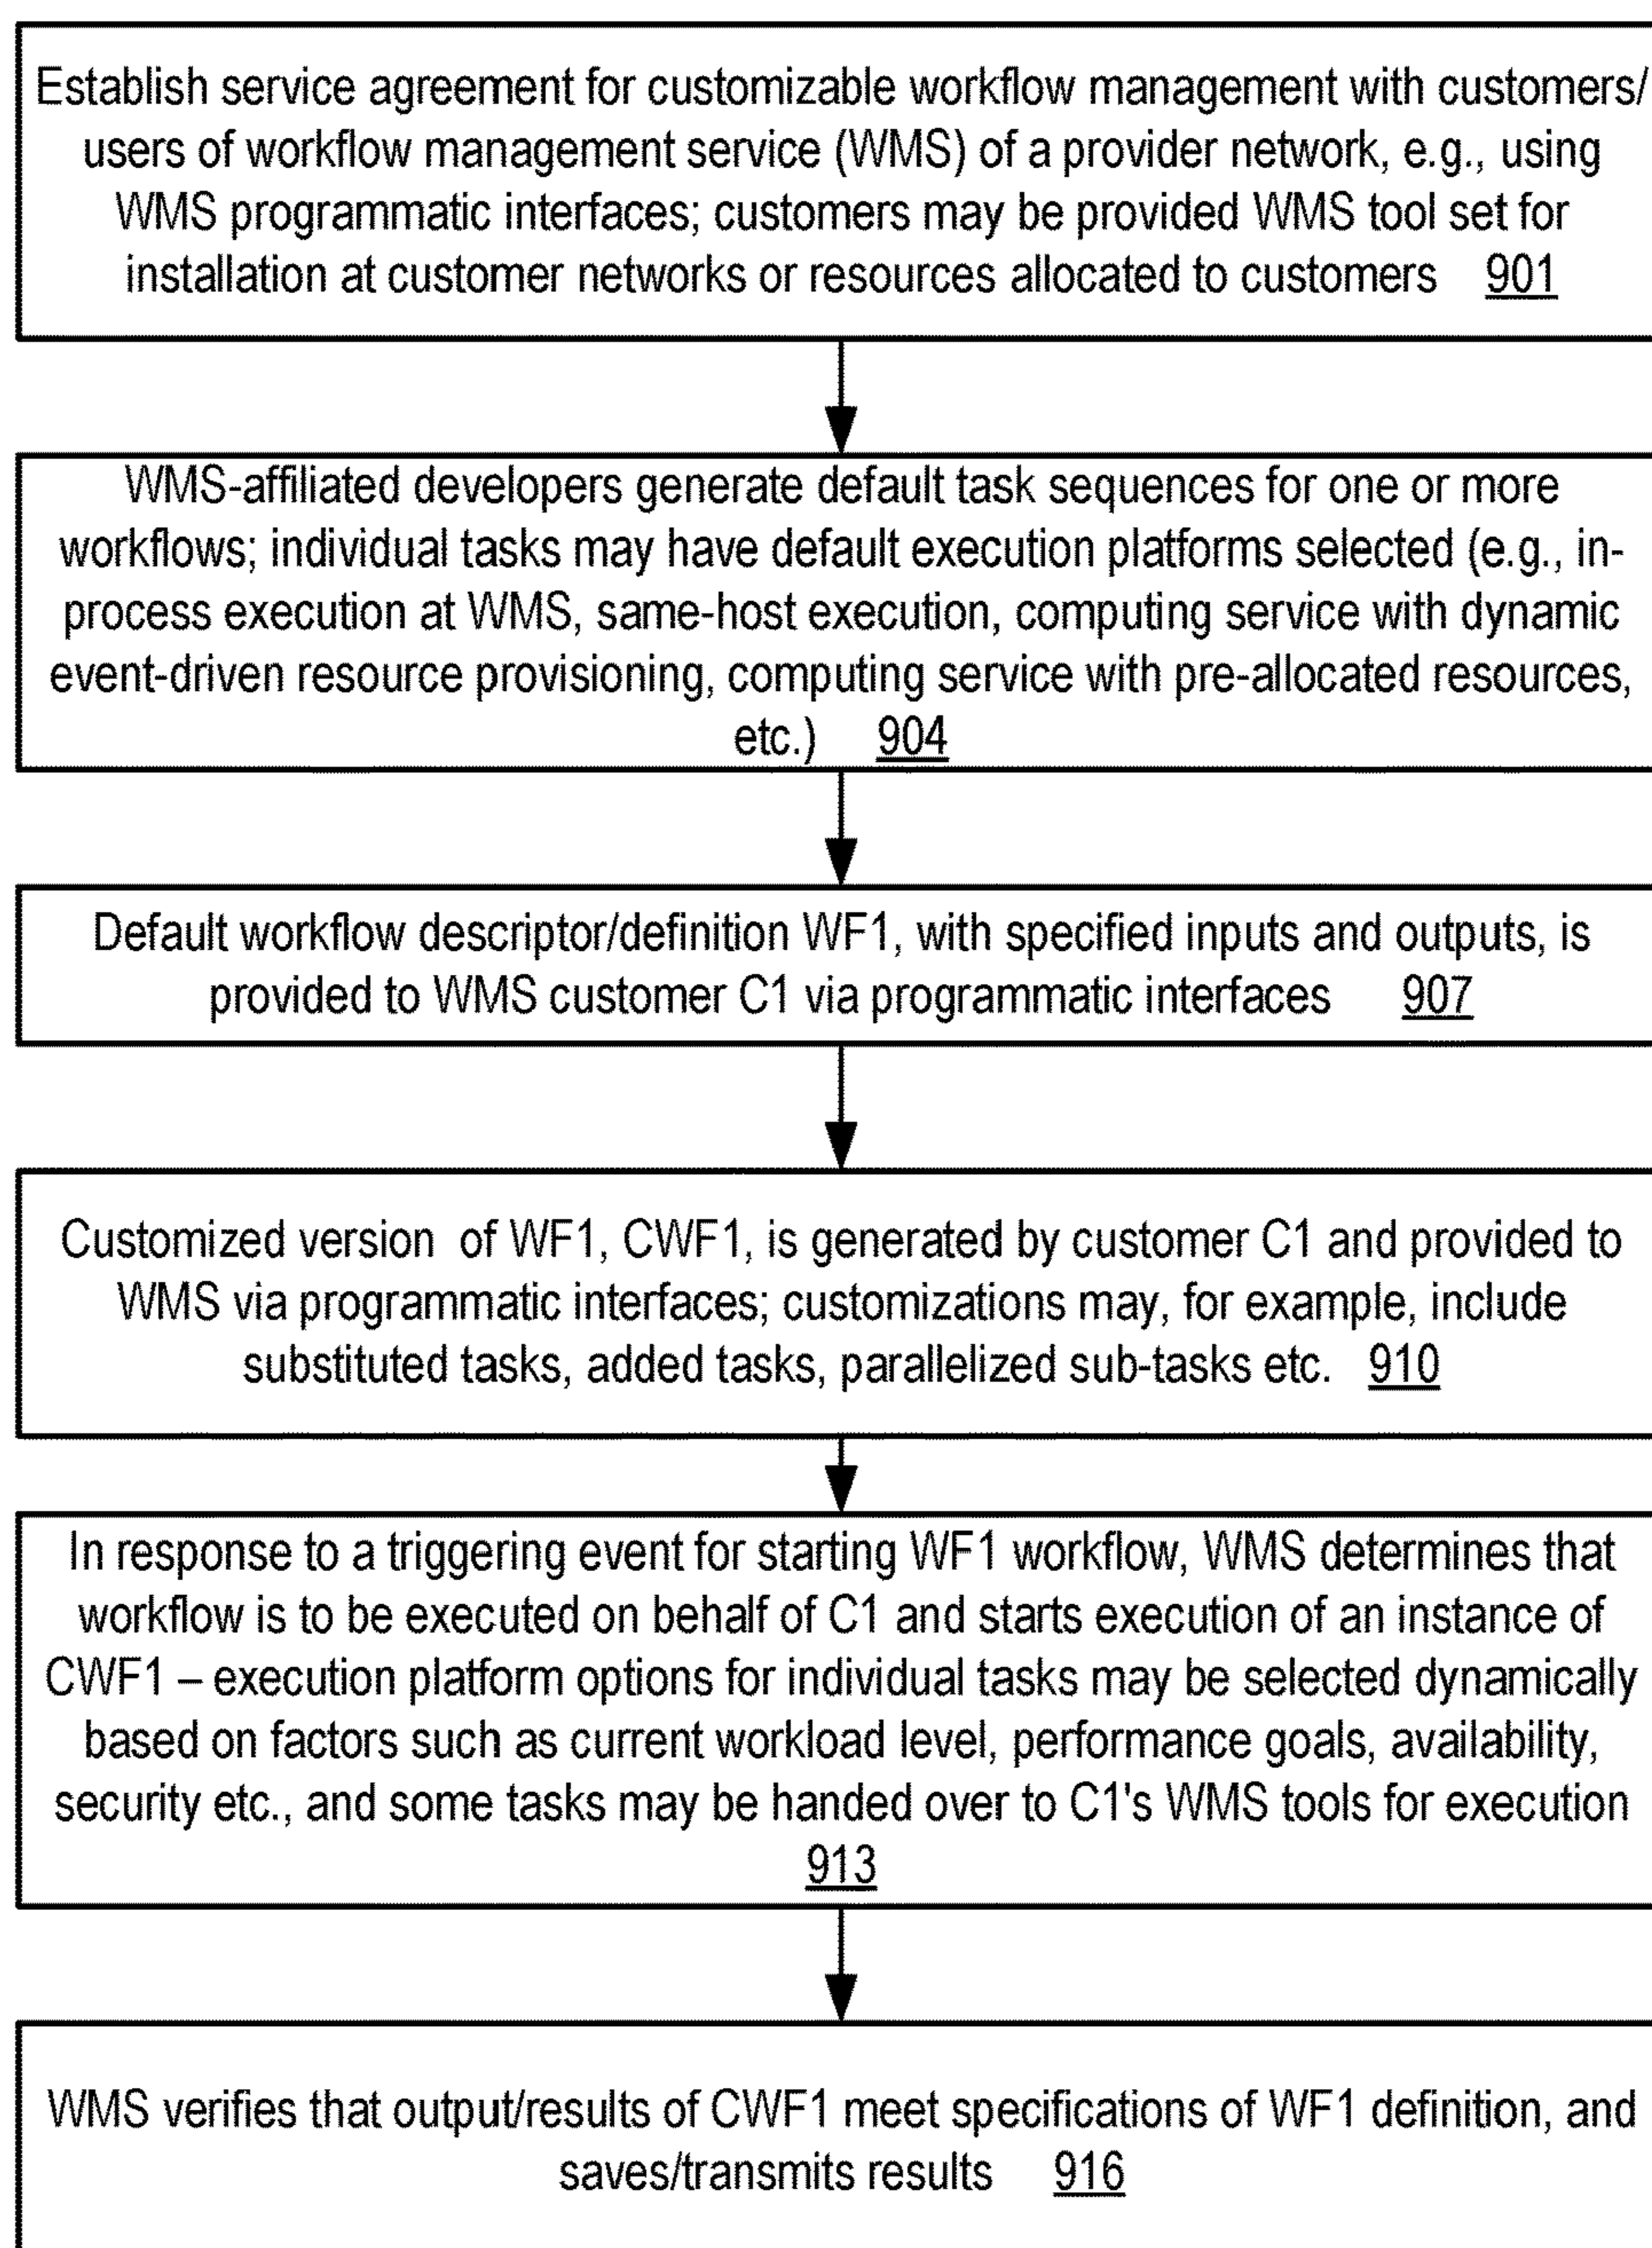 Establish service agreement for customizable workflow management with customers/
users of workflow management service (WMS) of a provider network, e.g., using
WMS programmatic interfaces; customers may be provided WMS tool set for
installation at customer networks or resources allocated to customers 901
WMS-affiliated developers generate default task sequences for one or more
workflows; individual tasks may have default execution platforms selected (e.g., in-
process execution at WMS, same-host execution, computing service with dynamic
event-driven resource provisioning, computing service with pre-allocated resources,
etc.) 904
Default workflow descriptor/definition WF1, with specified inputs and outputs, is
provided to WMS customer C1 via programmatic interfaces 907
Customized version of WF1, CWF1, is generated by customer C1 and provided to
WMS via programmatic interfaces; customizations may, for example, include
substituted tasks, added tasks, parallelized sub-tasks etc. 910
In response to a triggering event for starting WF1 workflow, WMS determines that
workflow is to be executed on behalf of C1 and starts execution of an instance of
CWF1 – execution platform options for individual tasks may be selected dynamically
based on factors such as current workload level, performance goals, availability,
security etc., and some tasks may be handed over to C1's WMS tools for execution
913
WMS verifies that output/results of CWF1 meet specifications of WF1 definition, and
saves/transmits results 916